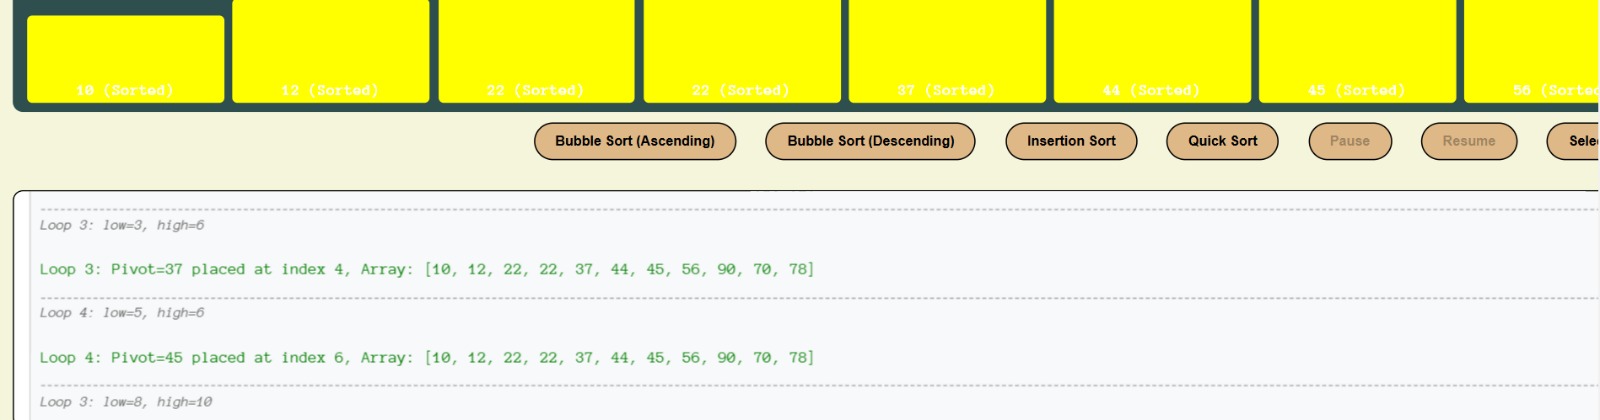 10 (Sorted) 12 (Sorted) 22 (Sorted) 22 (Sorted) 37 (Sorted) 44 (Sorted) 45 (Sorted) 56 (Sorte
Bubble Sort (Ascending) Bubble Sort (Descending) Insertion Sort Quick Sort Pause Resume Sele
Loop 3: low=3, high=6
Loop 3: Pivot=37 placed at index 4, Array: [10, 12, 22, 22, 37, 44, 45, 56, 90, 70, 78]
Loop 4: low=5, high=6
Loop 4: Pivot=45 placed at index 6, Array: [10, 12, 22, 22, 37, 44, 45, 56, 90, 70, 78]
Loop 3: low=8, high=10